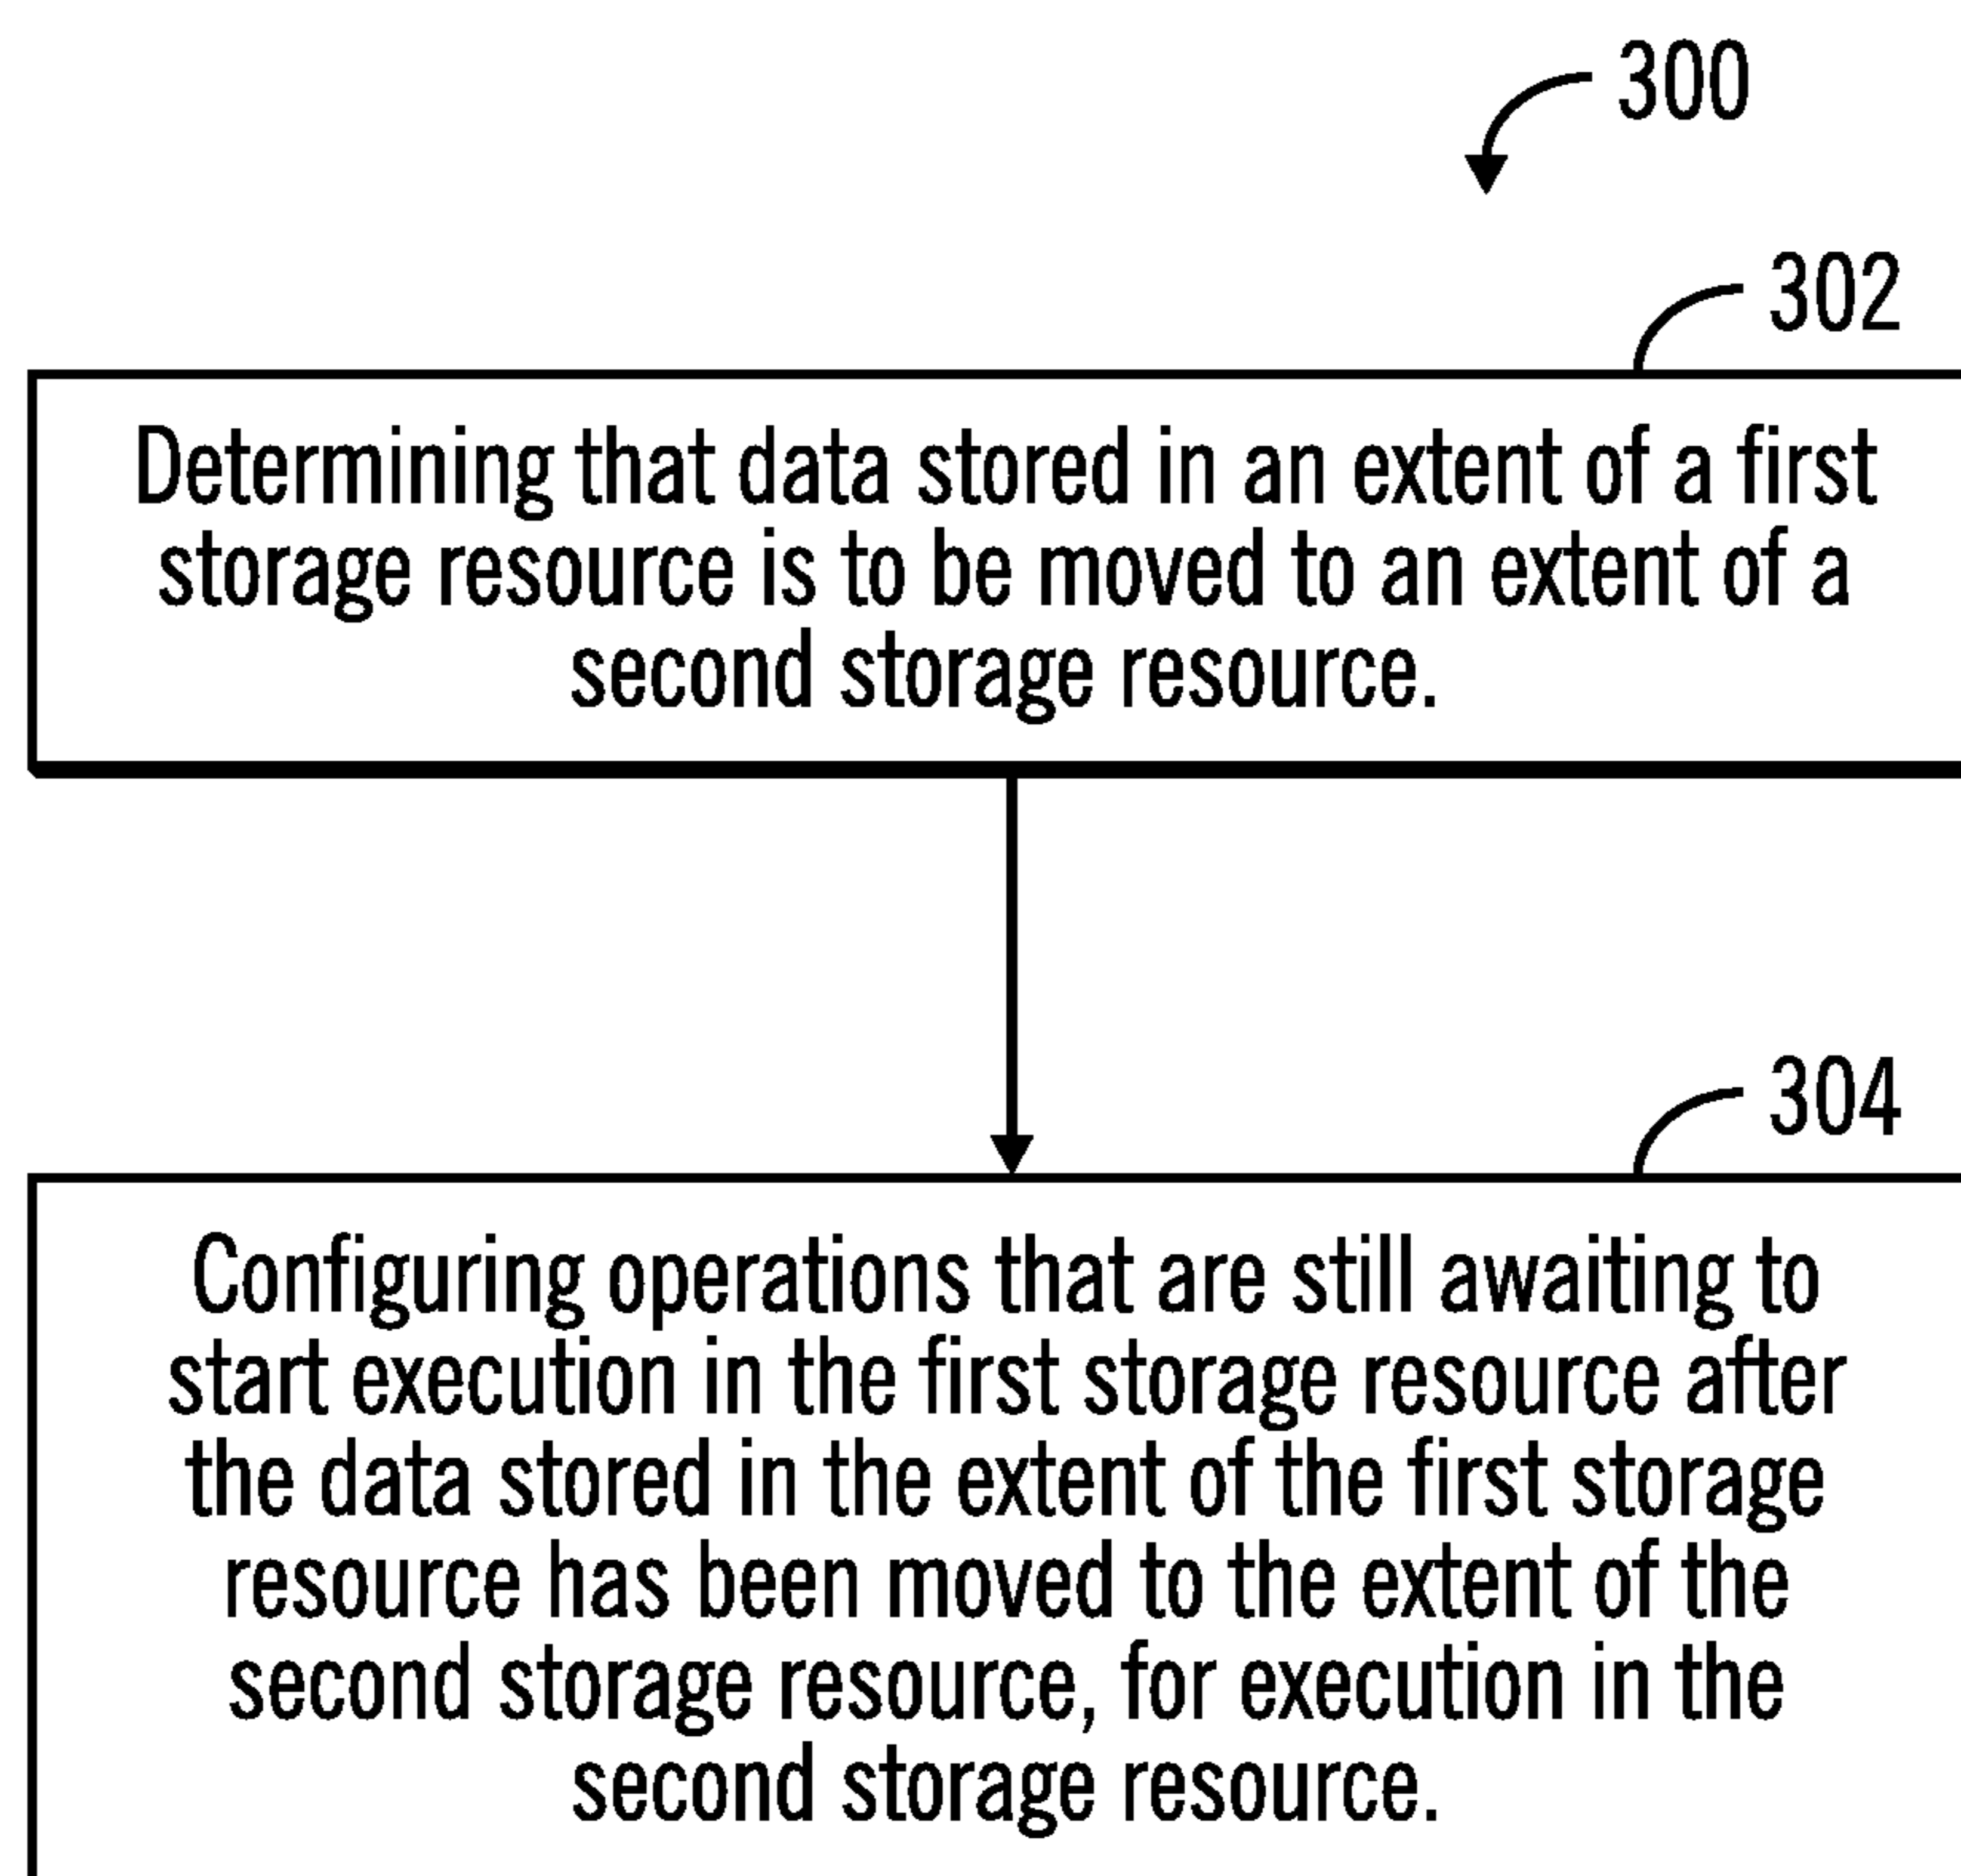 300
302
Determining that data stored in an extent of a first
storage resource is to be moved to an extent of a
second storage resource.
304
Configuring operations that are still awaiting to
start execution in the first storage resource after
the data stored in the extent of the first storage
resource has been moved to the extent of the
second storage resource, for execution in the
second storage resource.